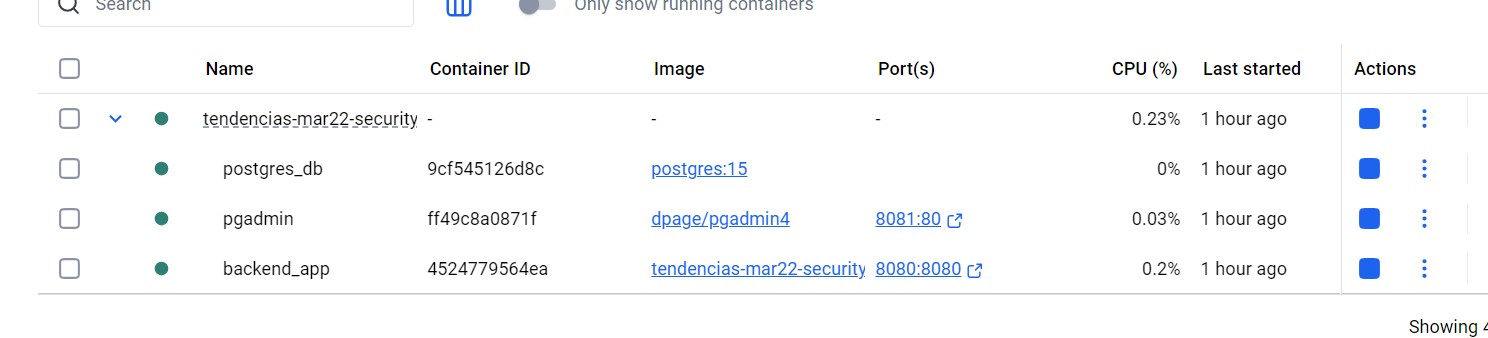 Search Only show running containers
Name Container ID Image Port(s) CPU (%) Last started Actions
tendencias-mar22-security - - - 0.23% 1 hour ago
postgres_db 9cf545126d8c postgres:15 0% 1 hour ago
pgadmin ff49c8a0871f dpage/pgadmin4 8081:80 0.03% 1 hour ago
backend_app 4524779564ea tendencias-mar22-security 8080:8080 0.2% 1 hour ago
Showing 4